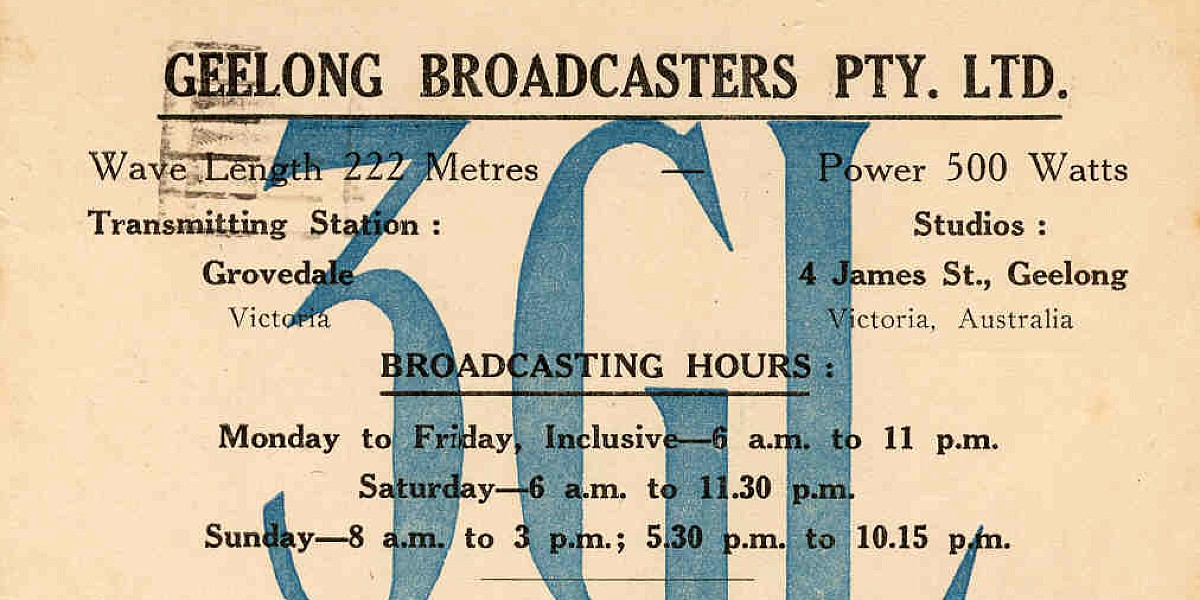 GEELONG BROADCASTERS PTY. LTD.
3GL
Wave Length 222 Metres — Power 500 Watts
Transmitting Station : Studios :
Grovedale 4 James St., Geelong
Victoria Victoria, Australia
BROADCASTING HOURS :
Monday to Friday, Inclusive—6 a.m. to 11 p.m.
Saturday—6 a.m. to 11.30 p.m.
Sunday—8 a.m. to 3 p.m.; 5.30 p.m. to 10.15 p.m.